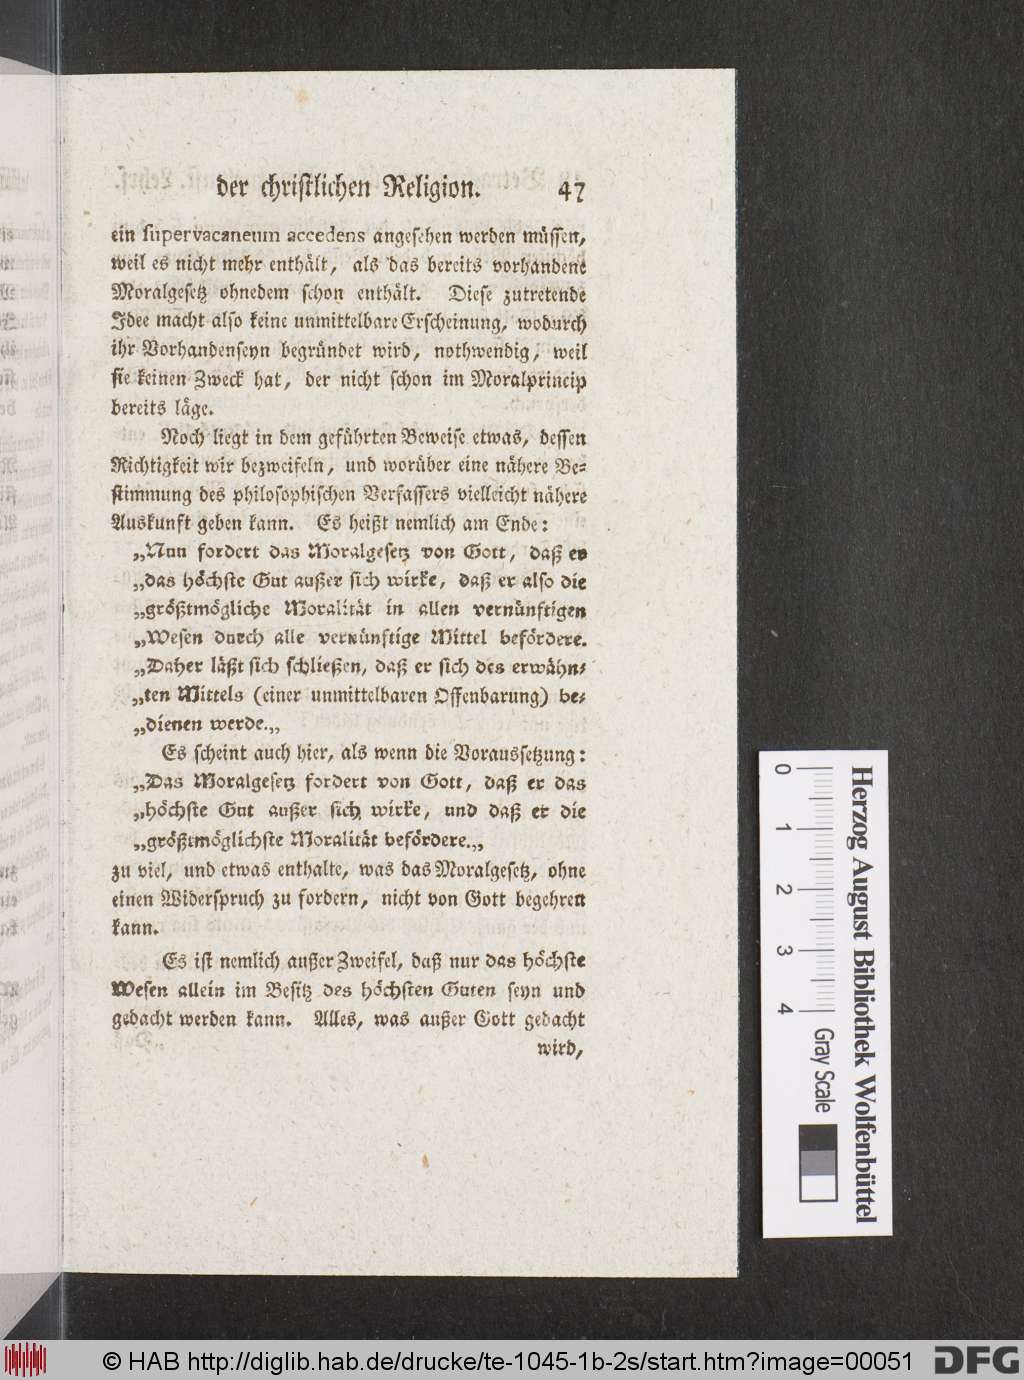 der christlichen Religion. 47
ein supervacaneum accedens angesehen werden müssen,
weil es nicht mehr enthält, als das bereits vorhandene
Moralgesetz ohnedem schon enthält. Diese zutretende
Idee macht also keine unmittelbare Erscheinung, wodurch
ihr Vorhandenseyn begründet wird, nothwendig, weil
sie keinen Zweck hat, der nicht schon im Moralprincip
bereits läge.
Noch liegt in dem geführten Beweise etwas, dessen
Richtigkeit wir bezweifeln, und worüber eine nähere Be-
stimmung des philosophischen Verfassers vielleicht nähere
Auskunft geben kann. Es heißt nemlich am Ende:
„Nun fordert das Moralgesetz von Gott, daß er
„das höchste Gut außer sich wirke, daß er also die
„größtmögliche Moralität in allen vernünftigen
„Wesen durch alle vernünftige Mittel befördere.
„Daher läßt sich schließen, daß er sich des erwähn-
„ten Mittels (einer unmittelbaren Offenbarung) be-
„dienen werde.„
Es scheint auch hier, als wenn die Voraussetzung:
„Das Moralgesetz fordert von Gott, daß er das
„höchste Gut außer sich wirke, und daß er die
„größtmöglichste Moralität befördere.„
zu viel, und etwas enthalte, was das Moralgesetz, ohne
einen Widerspruch zu fordern, nicht von Gott begehren
kann.
Es ist nemlich außer Zweifel, daß nur das höchste
Wesen allein im Besitz des höchsten Guten seyn und
gedacht werden kann. Alles, was außer Gott gedacht
wird,
0 1 2 3 4
Gray Scale
Herzog August Bibliothek Wolfenbüttel
© HAB http://diglib.hab.de/drucke/te-1045-1b-2s/start.htm?image=00051
DFG